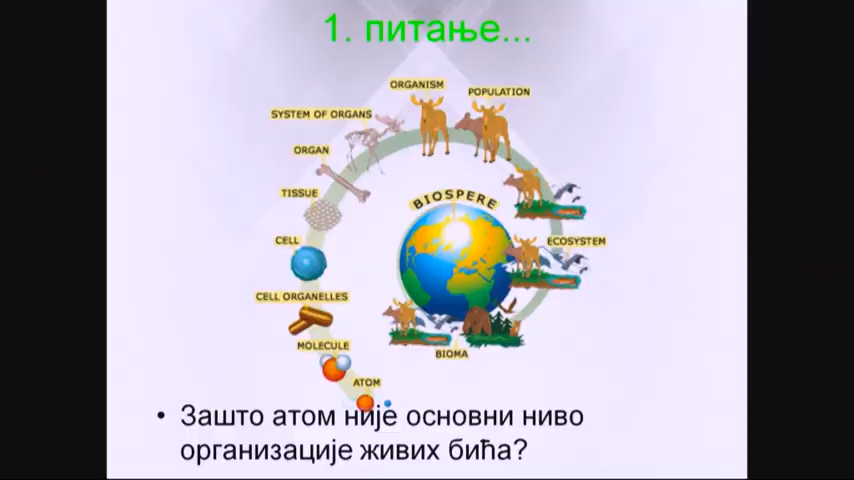 1. питање...
ORGANISM
POPULATION
SYSTEM OF ORGANS
ORGAN
TISSUE
BIOSPERE
CELL
ECOSYSTEM
CELL ORGANELLES
MOLECULE
BIOMA
ATOM
• Зашто атом није основни ниво
организације живих бића?